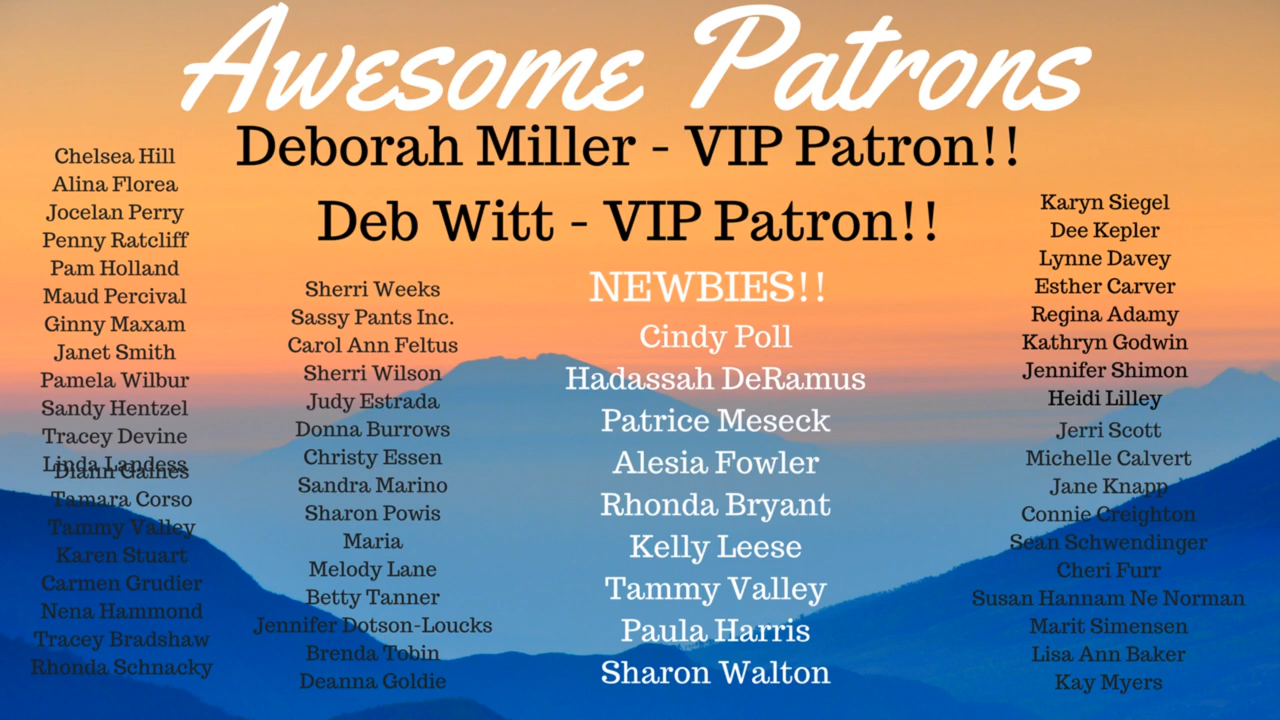 Awesome Patrons
Deborah Miller - VIP Patron!!
Deb Witt - VIP Patron!!
Chelsea Hill
Alina Florea
Jocelan Perry
Penny Ratcliff
Pam Holland
Maud Percival
Ginny Maxam
Janet Smith
Pamela Wilbur
Sandy Hentzel
Tracey Devine
Linda Landess
Diann Gaines
Tamara Corso
Tammy Valley
Karen Stuart
Carmen Grudier
Nena Hammond
Tracey Bradshaw
Rhonda Schnacky
Sherri Weeks
Sassy Pants Inc.
Carol Ann Feltus
Sherri Wilson
Judy Estrada
Donna Burrows
Christy Essen
Sandra Marino
Sharon Powis
Maria
Melody Lane
Betty Tanner
Jennifer Dotson-Loucks
Brenda Tobin
Deanna Goldie
NEWBIES!!
Cindy Poll
Hadassah DeRamus
Patrice Meseck
Alesia Fowler
Rhonda Bryant
Kelly Leese
Tammy Valley
Paula Harris
Sharon Walton
Karyn Siegel
Dee Kepler
Lynne Davey
Esther Carver
Regina Adamy
Kathryn Godwin
Jennifer Shimon
Heidi Lilley
Jerri Scott
Michelle Calvert
Jane Knapp
Connie Creighton
Sean Schwendinger
Cheri Furr
Susan Hannam Ne Norman
Marit Simensen
Lisa Ann Baker
Kay Myers